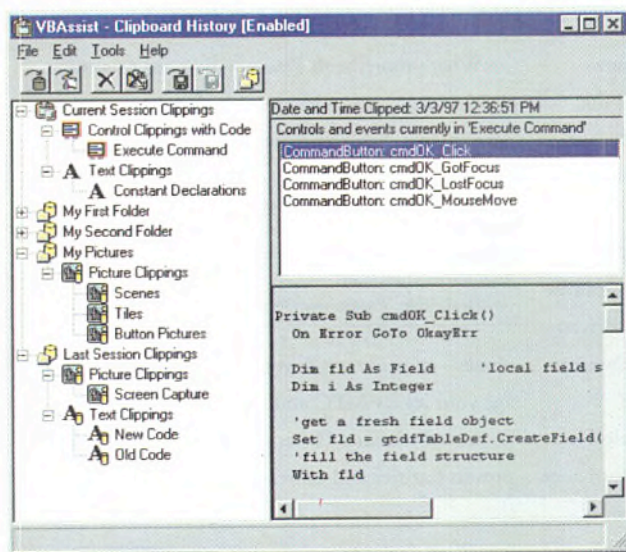 VBAssist - Clipboard History [Enabled]
File Edit Tools Help
Current Session Clippings
Control Clippings with Code
Execute Command
Text Clippings
Constant Declarations
My First Folder
My Second Folder
My Pictures
Picture Clippings
Scenes
Tiles
Button Pictures
Last Session Clippings
Picture Clippings
Screen Capture
Text Clippings
New Code
Old Code
Date and Time Clipped: 3/3/97 12:36:51 PM
Controls and events currently in 'Execute Command'
CommandButton: cmdOK_Click
CommandButton: cmdOK_GotFocus
CommandButton: cmdOK_LostFocus
CommandButton: cmdOK_MouseMove
Private Sub cmdOK_Click()
On Error GoTo OkayErr
Dim fld As Field 'local field s
Dim i As Integer
'get a fresh field object
Set fld = gtdfTableDef.CreateField(
'fill the field structure
With fld